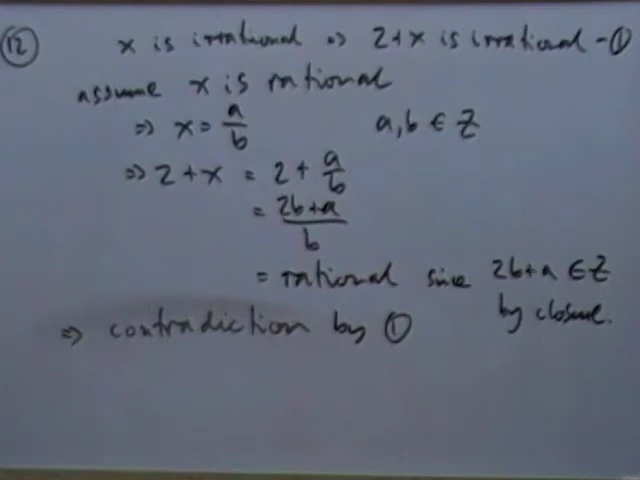 12 x is irrational ⇒ 2+x is irrational - ①
assume x is rational
⇒ x = a/b a, b ∈ Z
⇒ 2 + x = 2 + a/b
= 2b+a/b
= rational since 2b+a ∈ Z
by closure.
⇒ contradiction by ①